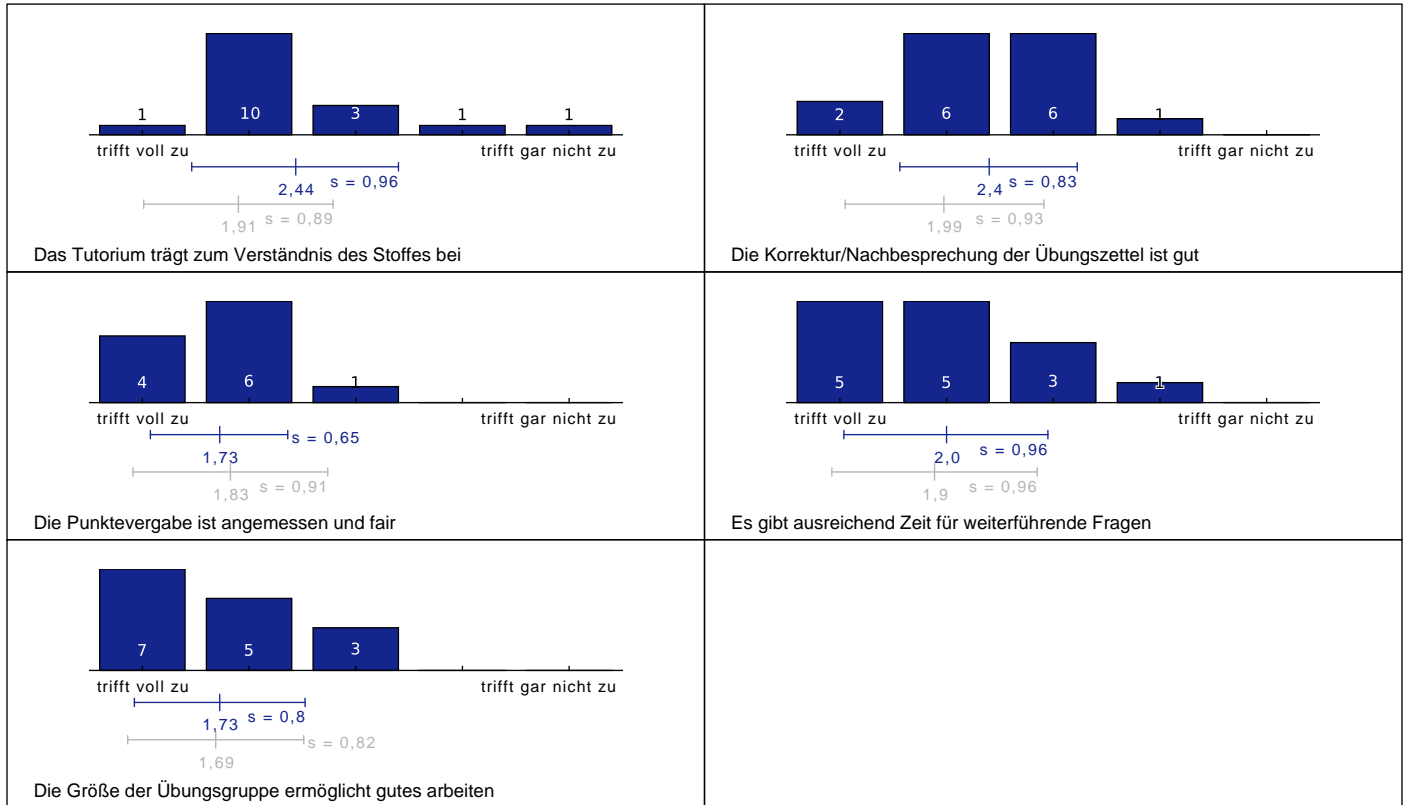 1 10 3 1 1
trifft voll zu trifft gar nicht zu
s = 0,96
2,44
s = 0,89
1,91
Das Tutorium trägt zum Verständnis des Stoffes bei
2 6 6 1
trifft voll zu trifft gar nicht zu
s = 0,83
2,4
s = 0,93
1,99
Die Korrektur/Nachbesprechung der Übungszettel ist gut
4 6 1
trifft voll zu trifft gar nicht zu
s = 0,65
1,73
s = 0,91
1,83
Die Punktevergabe ist angemessen und fair
5 5 3 1
trifft voll zu trifft gar nicht zu
s = 0,96
2,0
s = 0,96
1,9
Es gibt ausreichend Zeit für weiterführende Fragen
7 5 3
trifft voll zu trifft gar nicht zu
s = 0,8
1,73
s = 0,82
1,69
Die Größe der Übungsgruppe ermöglicht gutes arbeiten